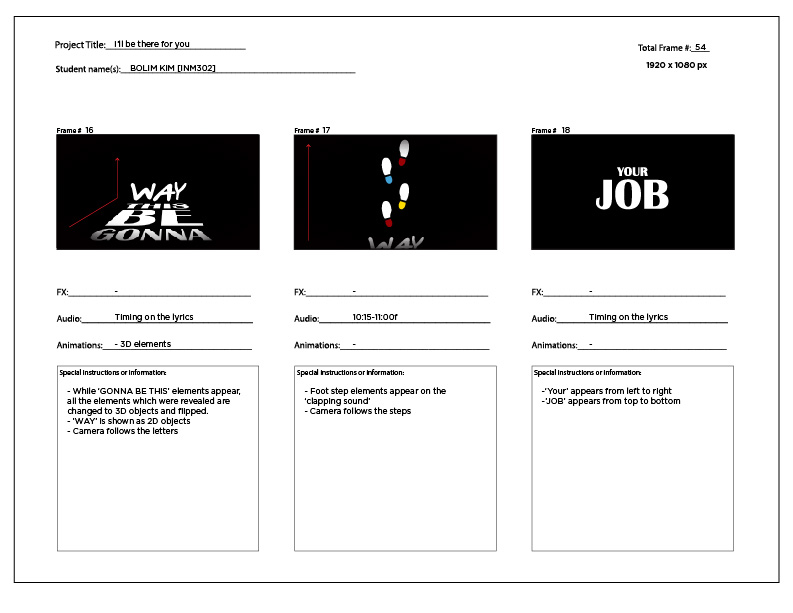 Project Title: I'll be there for you
Total Frame #: 54
Student name(s): BOLIM KIM [INM302]
1920 x 1080 px
Frame # 16
Frame # 17
Frame # 18
WAY
THIS
BE
GONNA
WAY
YOUR
JOB
FX: -
FX: -
FX: -
Audio: Timing on the lyrics
Audio: 10:15-11:00f
Audio: Timing on the lyrics
Animations: - 3D elements
Animations: -
Animations: -
Special Instructions or Information:
- While 'GONNA BE THIS' elements appear,
all the elements which were revealed are
changed to 3D objects and flipped.
- 'WAY' is shown as 2D objects
- Camera follows the letters
Special Instructions or Information:
- Foot step elements appear on the
'clapping sound'
- Camera follows the steps
Special Instructions or Information:
-'Your' appears from left to right
-'JOB' appears from top to bottom